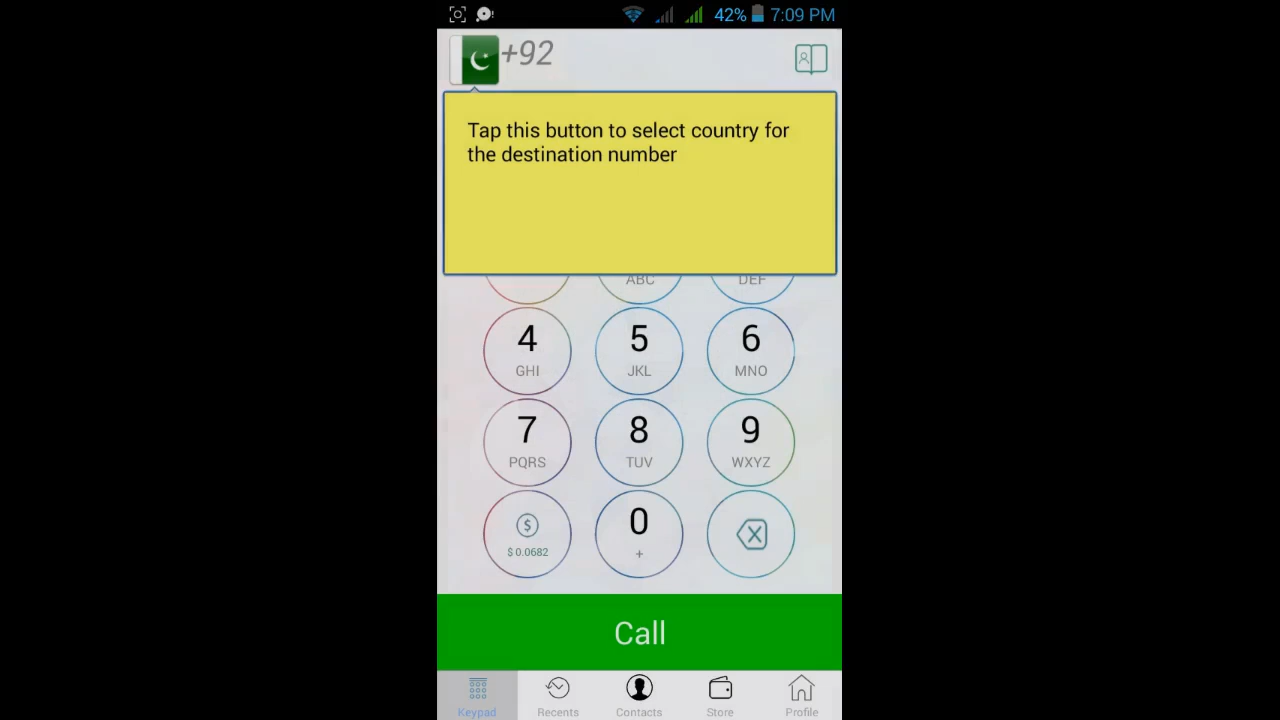 42% 7:09 PM
+92
Tap this button to select country for
the destination number
ABC DEF
4 5 6
GHI JKL MNO
7 8 9
PQRS TUV WXYZ
$ 0
$ 0.0682 +
Call
Keypad Recents Contacts Store Profile